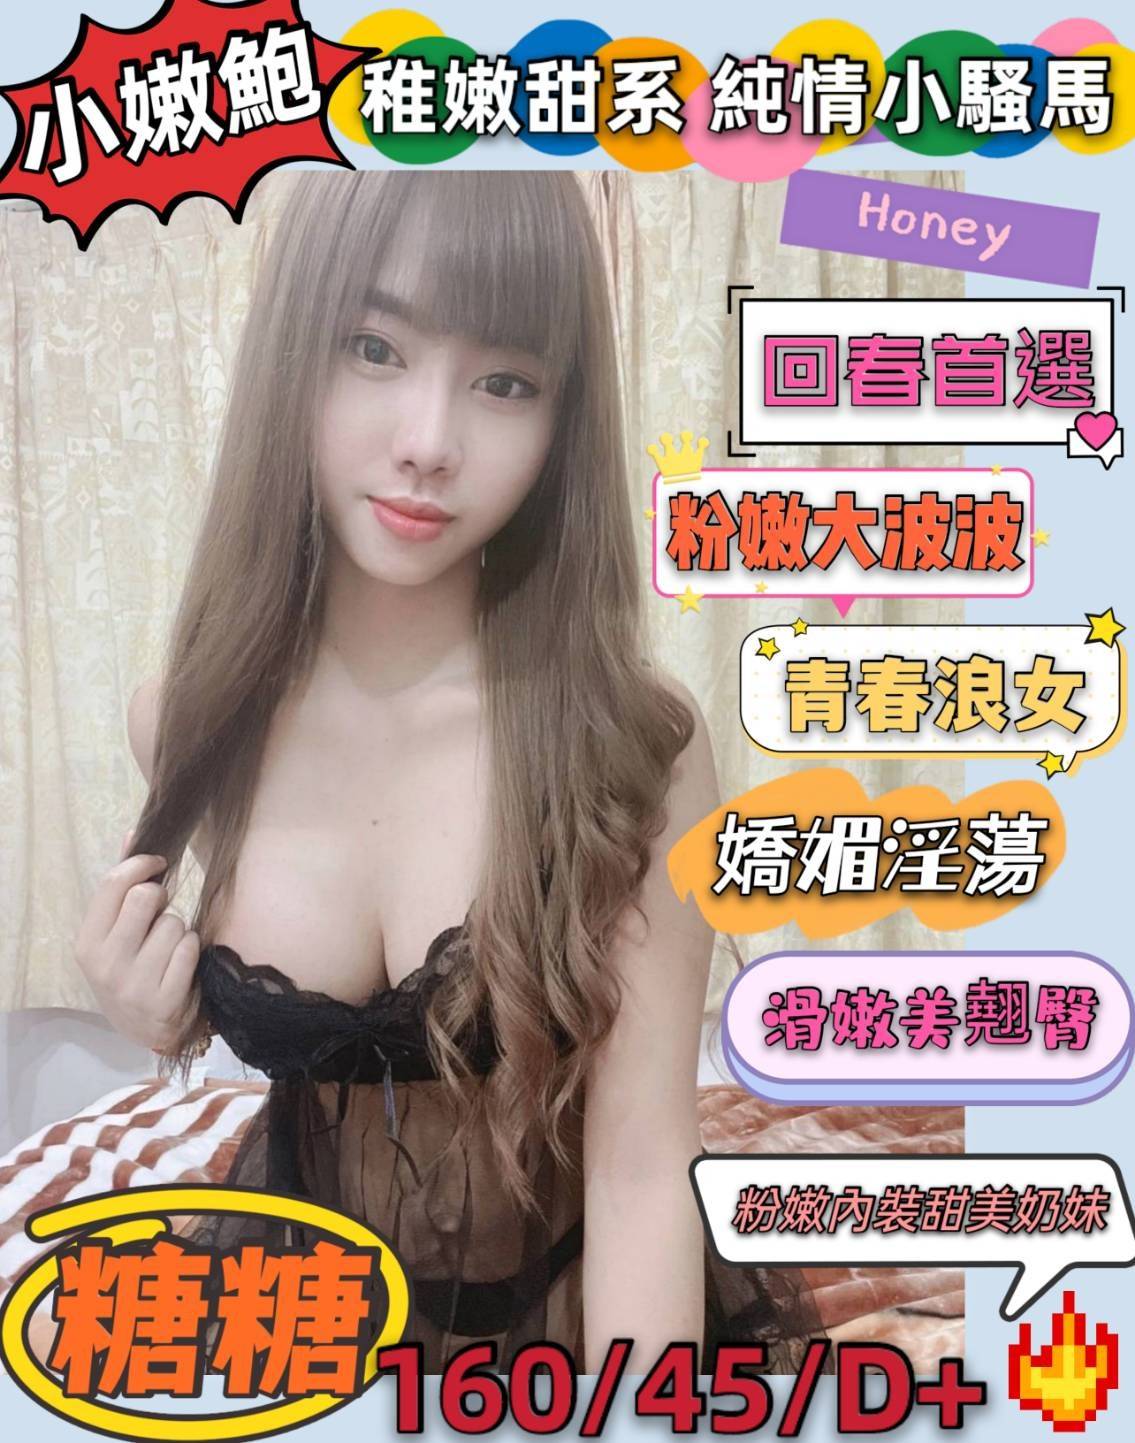 小嫩鮑
稚嫩甜系 純情小騷馬
Honey
回春首選
粉嫩大波波
青春浪女
嬌媚淫蕩
滑嫩美翹臀
粉嫩內裝甜美奶妹
糖糖
160/45/D+